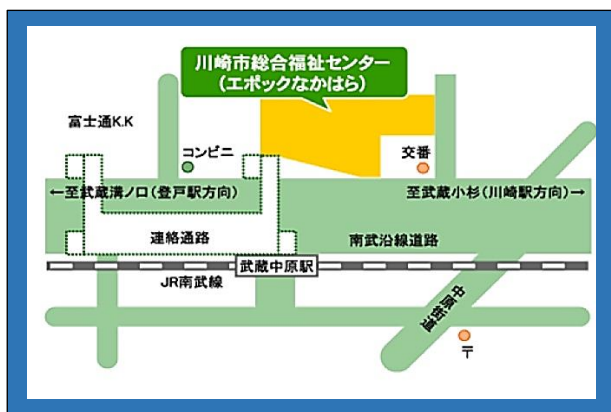 川崎市総合福祉センター
(エポックなかはら)
富士通K.K
コンビニ
交番
←至武蔵溝ノ口(登戸駅方向)
至武蔵小杉(川崎駅方向)→
連絡通路
南武沿線道路
武蔵中原駅
JR南武線
中原街道
〒